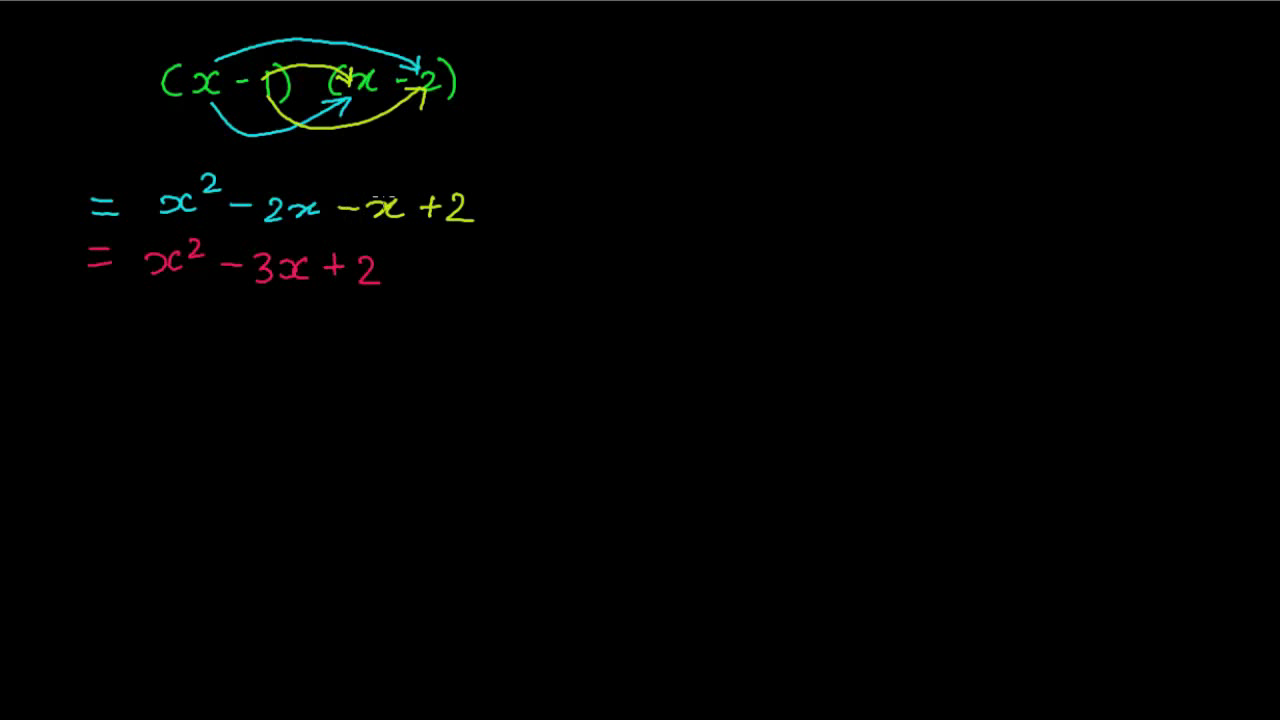 (x - 1) (x - 2)
= x² - 2x - x + 2
= x² - 3x + 2